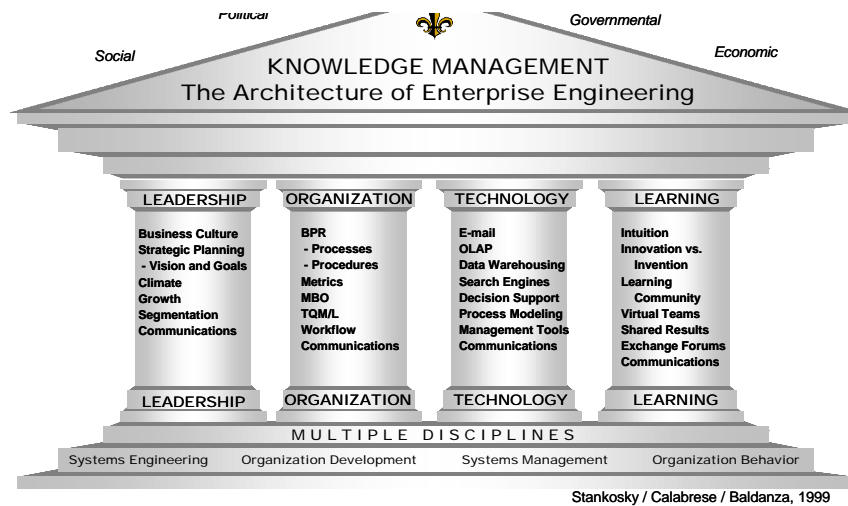 Political
Governmental
Social
Economic
KNOWLEDGE MANAGEMENT
The Architecture of Enterprise Engineering
LEADERSHIP
Business Culture
Strategic Planning
- Vision and Goals
Climate
Growth
Segmentation
Communications
LEADERSHIP
ORGANIZATION
BPR
- Processes
- Procedures
Metrics
MBO
TQM/L
Workflow
Communications
ORGANIZATION
TECHNOLOGY
E-mail
OLAP
Data Warehousing
Search Engines
Decision Support
Process Modeling
Management Tools
Communications
TECHNOLOGY
LEARNING
Intuition
Innovation vs.
Invention
Learning
Community
Virtual Teams
Shared Results
Exchange Forums
Communications
LEARNING
MULTIPLE DISCIPLINES
Systems Engineering Organization Development Systems Management Organization Behavior
Stankosky / Calabrese / Baldanza, 1999